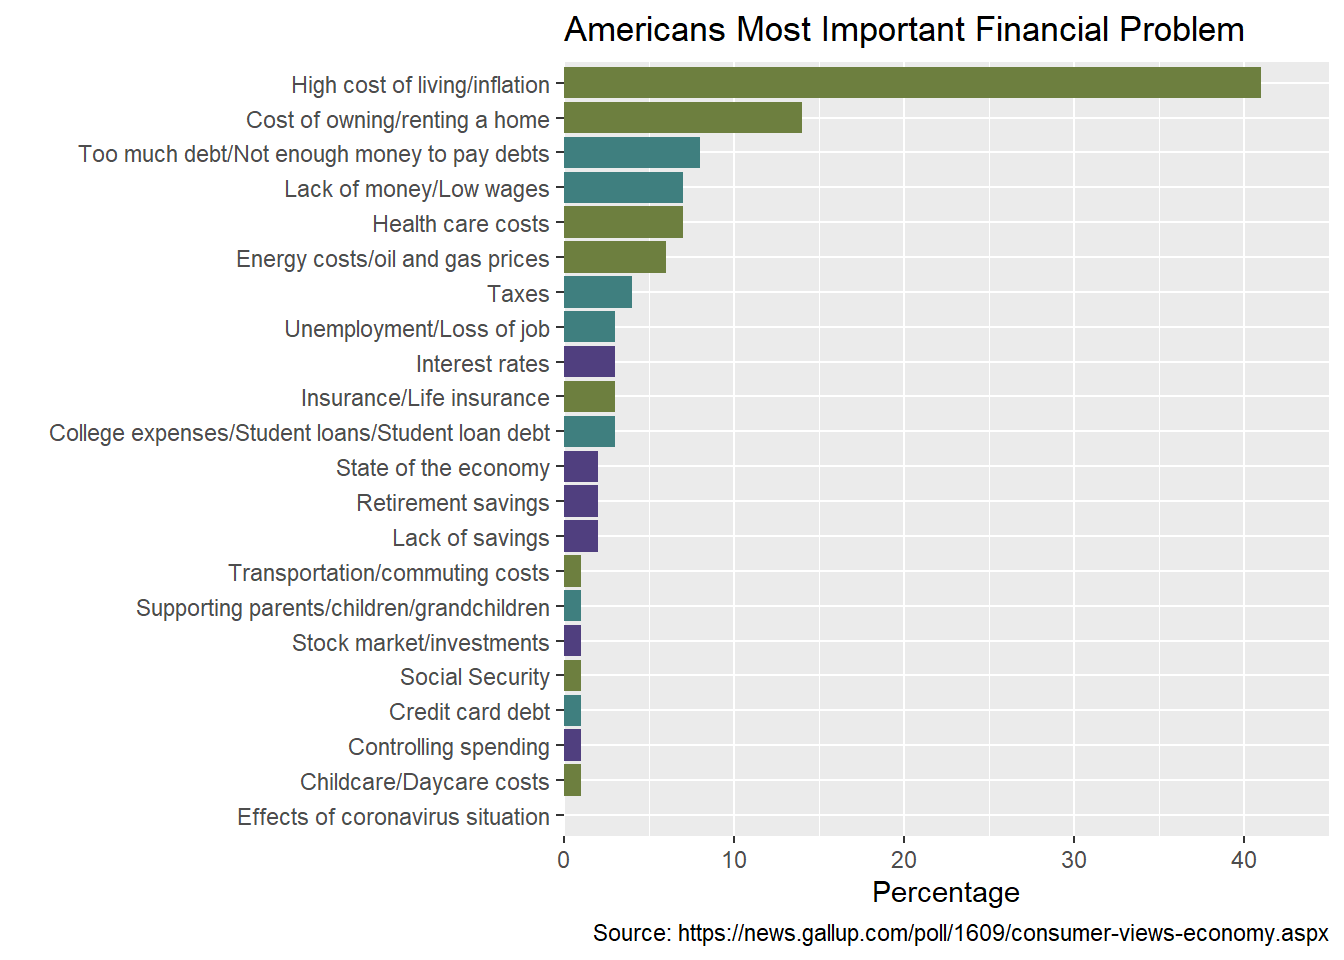 Americans Most Important Financial Problem
High cost of living/inflation
Cost of owning/renting a home
Too much debt/Not enough money to pay debts
Lack of money/Low wages
Health care costs
Energy costs/oil and gas prices
Taxes
Unemployment/Loss of job
Interest rates
Insurance/Life insurance
College expenses/Student loans/Student loan debt
State of the economy
Retirement savings
Lack of savings
Transportation/commuting costs
Supporting parents/children/grandchildren
Stock market/investments
Social Security
Credit card debt
Controlling spending
Childcare/Daycare costs
Effects of coronavirus situation
0 10 20 30 40
Percentage
Source: https://news.gallup.com/poll/1609/consumer-views-economy.aspx